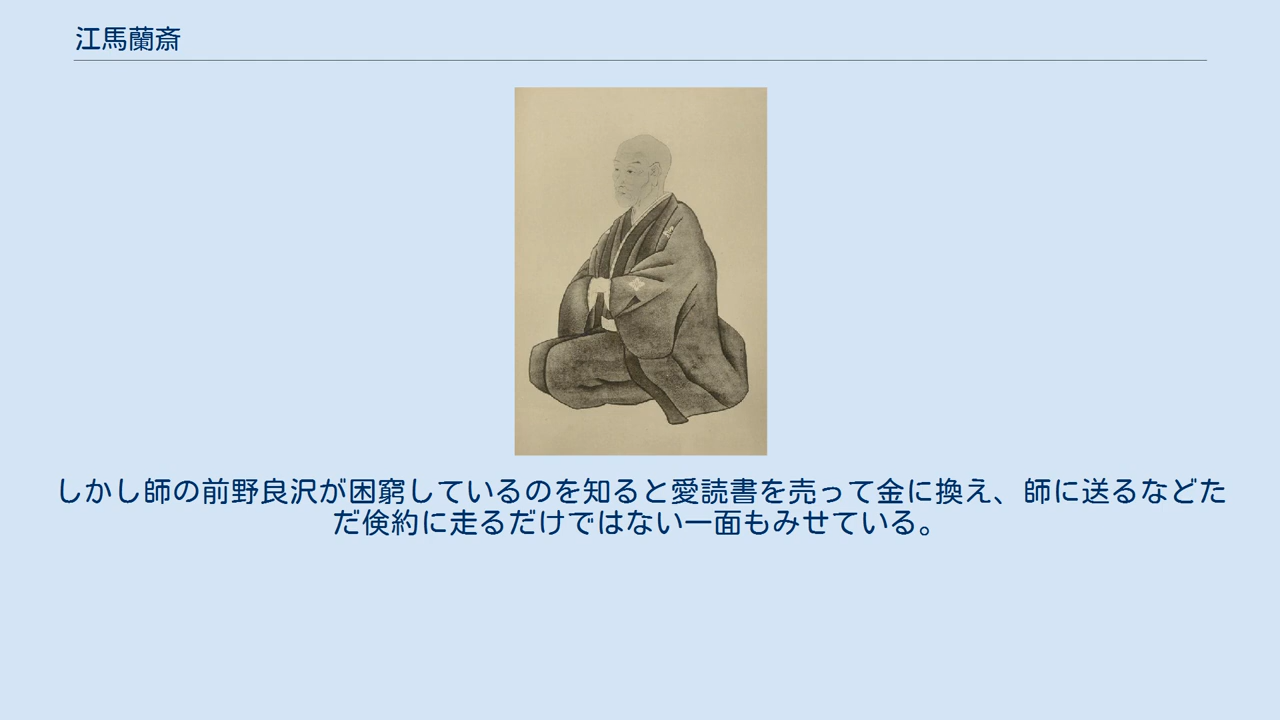 江馬蘭斎
しかし師の前野良沢が困窮しているのを知ると愛読書を売って金に換え、師に送るなどた
だ倹約に走るだけではない一面もみせている。